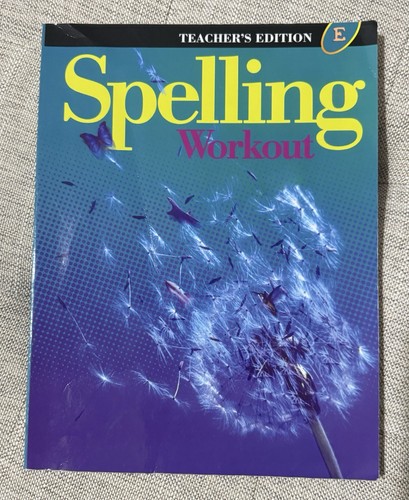 TEACHER'S EDITION E
Spelling
Workout